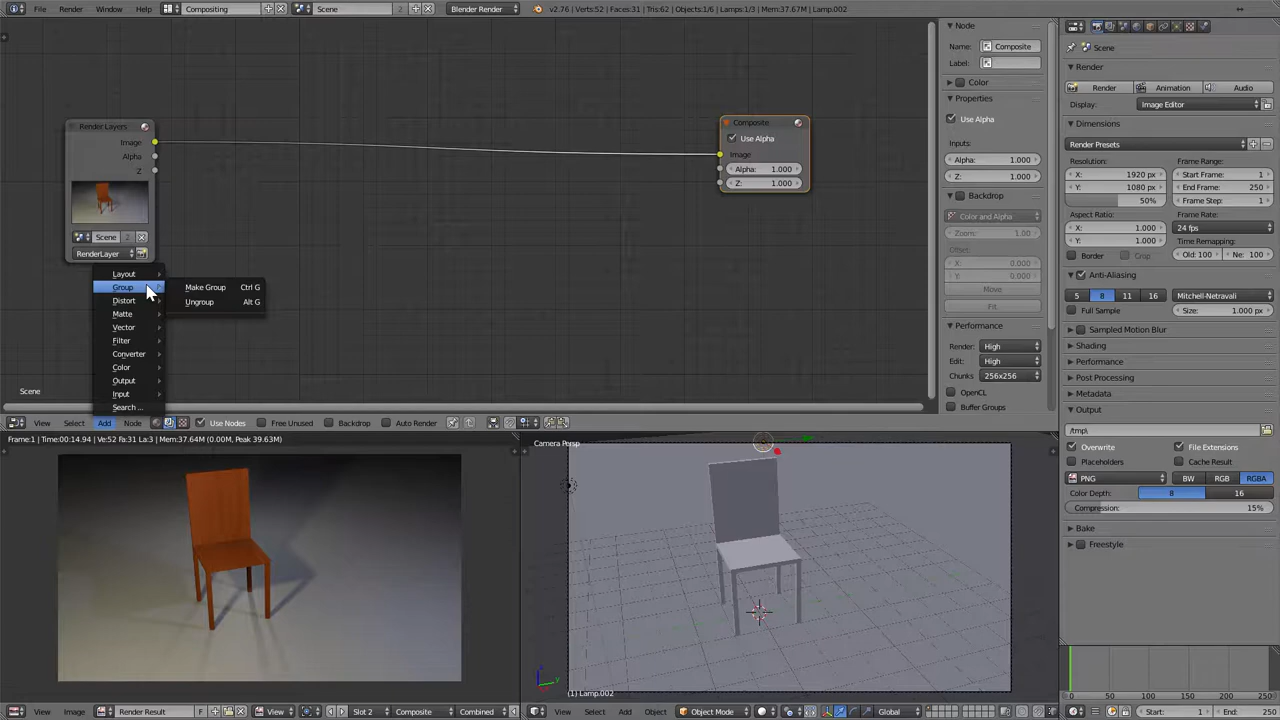 File Render Window Help Compositing Scene 2 Blender Render v2.76 | Verts:52 | Faces:31 | Tris:62 | Objects:1/6 | Lamps:1/3 | Mem:37.67M | Lamp.002
Render Layers
Image
Alpha
Z
Scene 2
RenderLayer
Layout
Group
Distort
Matte
Vector
Filter
Converter
Color
Output
Input
Search ...
Make Group Ctrl G
Ungroup Alt G
Composite
Use Alpha
Image
Alpha: 1.000
Z: 1.000
Scene
View Select Add Node Use Nodes Free Unused Backdrop Auto Render
Node
Name: Composite
Label:
Color
Properties
Use Alpha
Inputs:
Alpha: 1.000
Z: 1.000
Backdrop
Color and Alpha
Zoom: 1.00
Offset:
X: 0.000
Y: 0.000
Move
Fit
Performance
Render: High
Edit: High
Chunks 256x256
OpenCL
Buffer Groups
Scene
Render
Render Animation Audio
Display: Image Editor
Dimensions
Render Presets
Resolution:
X: 1920 px
Y: 1080 px
50%
Frame Range:
Start Frame: 1
End Frame: 250
Frame Step: 1
Aspect Ratio:
X: 1.000
Y: 1.000
Border Crop
Frame Rate:
24 fps
Time Remapping:
Old: 100 Ne: 100
Anti-Aliasing
5 8 11 16 Mitchell-Netravali
Full Sample Size: 1.000 px
Sampled Motion Blur
Shading
Performance
Post Processing
Metadata
Output
/tmp\
Overwrite File Extensions
Placeholders Cache Result
PNG BW RGB RGBA
Color Depth: 8 16
Compression: 15%
Bake
Freestyle
Frame:1 | Time:00:14.94 | Ve:52 Fa:31 La:3 | Mem:37.64M (0.00M, Peak 39.63M)
View Image Render Result F View Slot 2 Composite Combined
Camera Persp
(1) Lamp.002
View Select Add Object Object Mode Global
0 50 100 150 200 250
Start: 1 End: 250